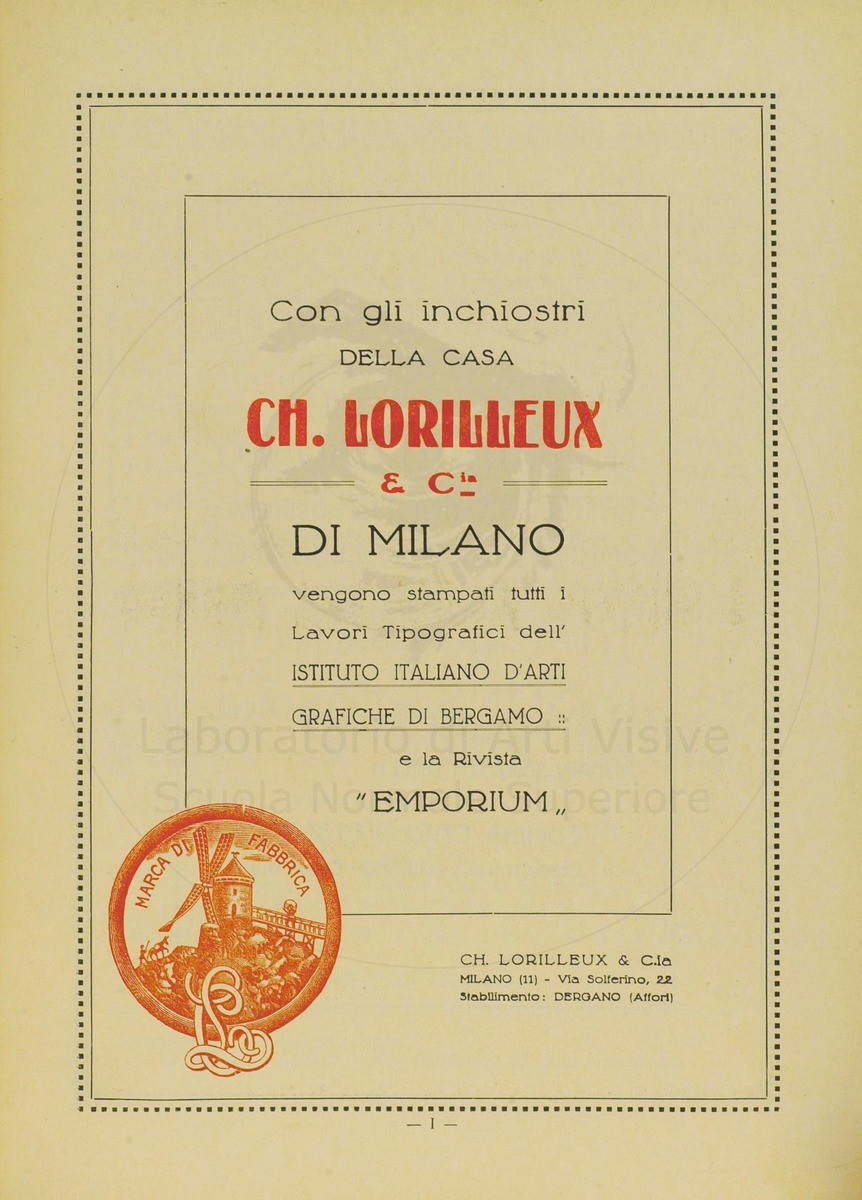 Con gli inchiostri
DELLA CASA
CH. LORILLEUX
& Cia
DI MILANO
vengono stampati tutti i
Lavori Tipografici dell'
ISTITUTO ITALIANO D'ARTI
GRAFICHE DI BERGAMO ::
e la Rivista
"EMPORIUM„
Laboratorio di Arti Visive
Scuola Normale Superiore
MARCA DI FABBRICA
CH. LORILLEUX & C.ia
MILANO (11) - Via Solferino, 22
Stabilimento: DERGANO (Affori)
— I —